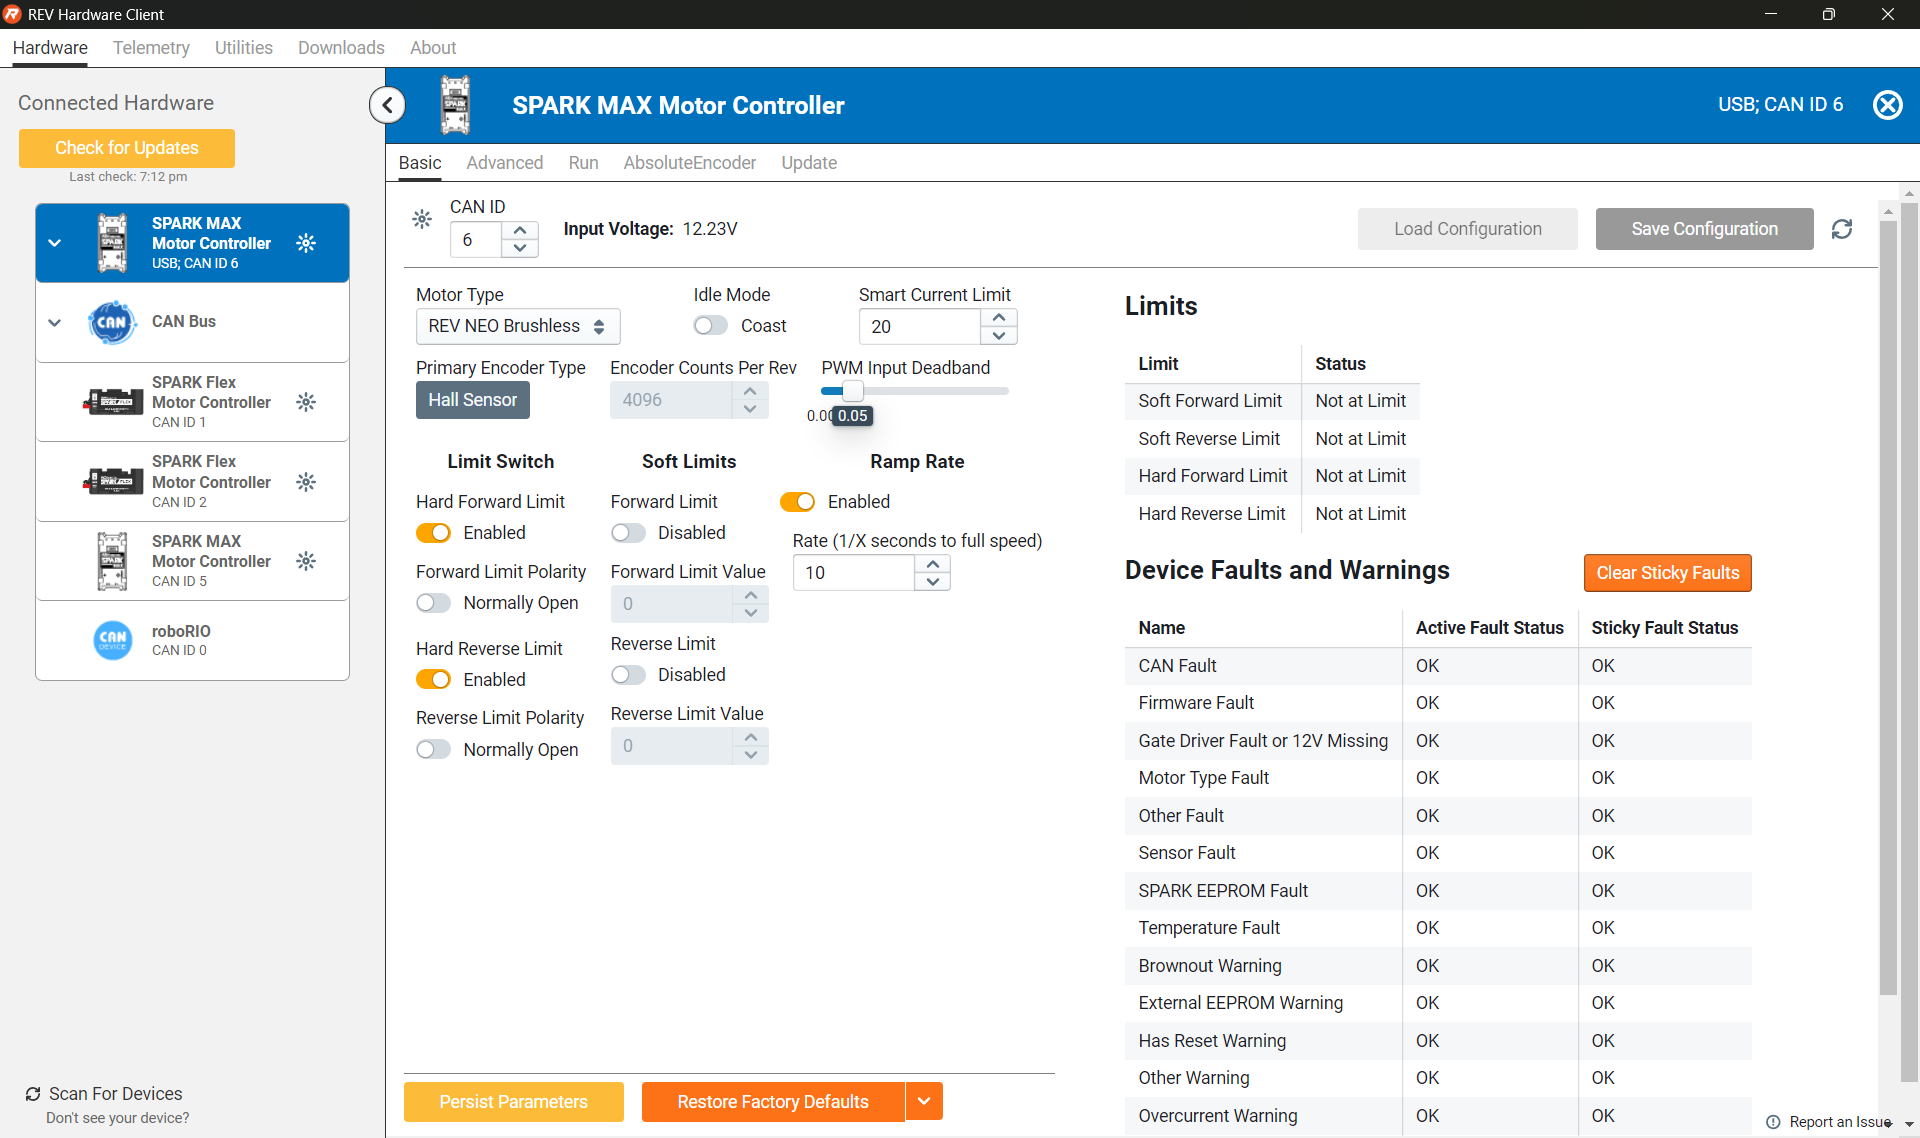 REV Hardware Client
Hardware Telemetry Utilities Downloads About
Connected Hardware
Check for Updates
Last check: 7:12 pm
SPARK MAX
Motor Controller
USB; CAN ID 6
CAN
CAN Bus
SPARK Flex
Motor Controller
CAN ID 1
SPARK Flex
Motor Controller
CAN ID 2
SPARK MAX
Motor Controller
CAN ID 5
CAN
DEVICE
roboRIO
CAN ID 0
Scan For Devices
Don't see your device?
SPARK MAX Motor Controller
USB; CAN ID 6
Basic Advanced Run AbsoluteEncoder Update
CAN ID
6
Input Voltage: 12.23V
Load Configuration
Save Configuration
Motor Type
REV NEO Brushless
Idle Mode
Coast
Smart Current Limit
20
Primary Encoder Type
Hall Sensor
Encoder Counts Per Rev
4096
PWM Input Deadband
0.00
0.05
Limit Switch
Hard Forward Limit
Enabled
Forward Limit Polarity
Normally Open
Hard Reverse Limit
Enabled
Reverse Limit Polarity
Normally Open
Soft Limits
Forward Limit
Disabled
Forward Limit Value
0
Reverse Limit
Disabled
Reverse Limit Value
0
Ramp Rate
Enabled
Rate (1/X seconds to full speed)
10
Persist Parameters
Restore Factory Defaults
Limits
Limit Status
Soft Forward Limit Not at Limit
Soft Reverse Limit Not at Limit
Hard Forward Limit Not at Limit
Hard Reverse Limit Not at Limit
Device Faults and Warnings
Clear Sticky Faults
Name Active Fault Status Sticky Fault Status
CAN Fault OK OK
Firmware Fault OK OK
Gate Driver Fault or 12V Missing OK OK
Motor Type Fault OK OK
Other Fault OK OK
Sensor Fault OK OK
SPARK EEPROM Fault OK OK
Temperature Fault OK OK
Brownout Warning OK OK
External EEPROM Warning OK OK
Has Reset Warning OK OK
Other Warning OK OK
Overcurrent Warning OK OK
Report an Issue